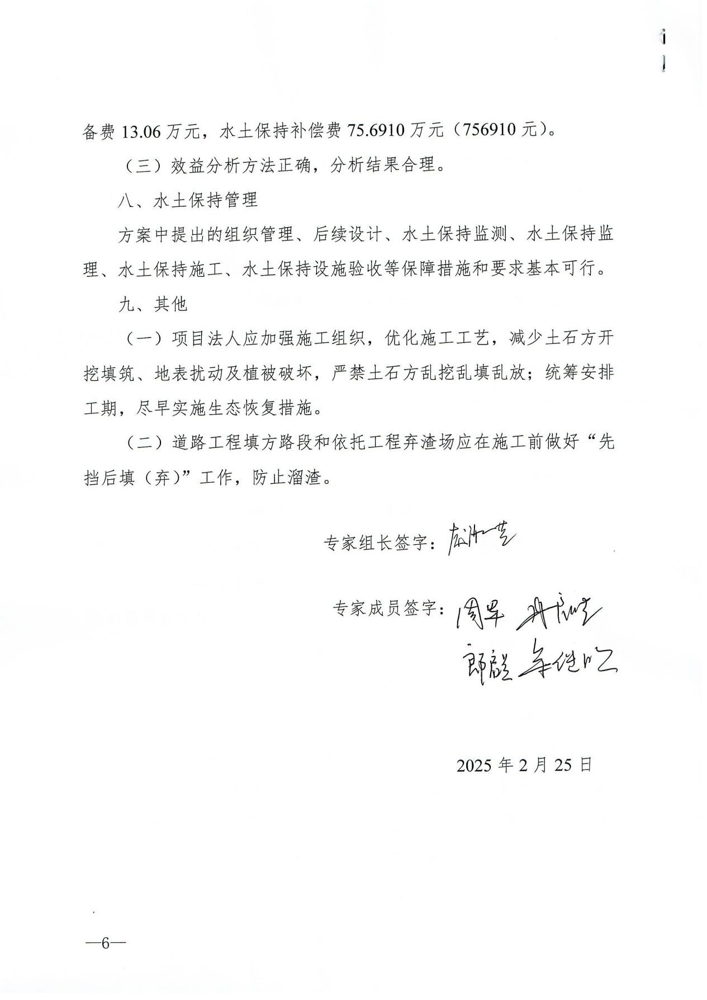 备费 13.06 万元，水土保持补偿费 75.6910 万元（756910 元）。
（三）效益分析方法正确，分析结果合理。
八、水土保持管理
方案中提出的组织管理、后续设计、水土保持监测、水土保持监
理、水土保持施工、水土保持设施验收等保障措施和要求基本可行。
九、其他
（一）项目法人应加强施工组织，优化施工工艺，减少土石方开
挖填筑、地表扰动及植被破坏，严禁土石方乱挖乱填乱放；统筹安排
工期，尽早实施生态恢复措施。
（二）道路工程填方路段和依托工程弃渣场应在施工前做好“先
挡后填（弃）”工作，防止溜渣。
专家组长签字：
专家成员签字：周军
2025 年 2 月 25 日
—6—